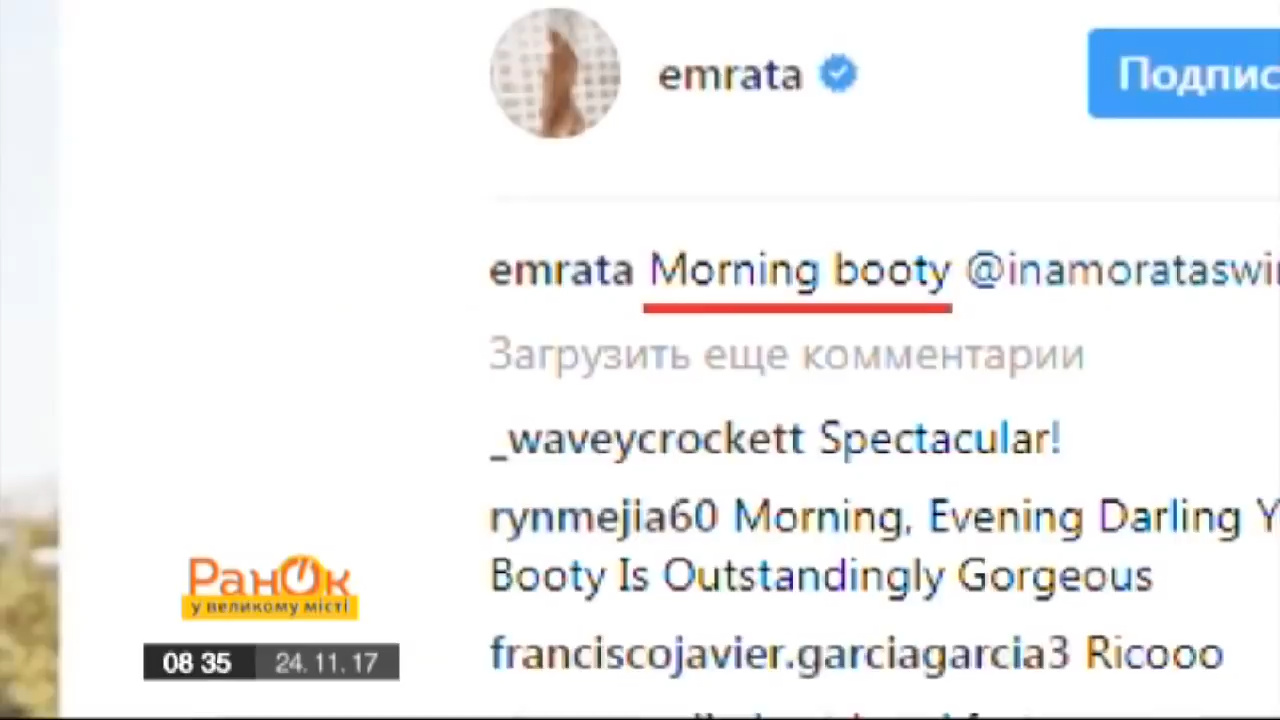 emrata
Подпис
emrata Morning booty @inamorataswi
Загрузить еще комментарии
_waveycrockett Spectacular!
rynmejia60 Morning, Evening Darling Y
Booty Is Outstandingly Gorgeous
franciscojavier.garciagarcia3 Ricooo
РанОк
у великому місті
08 35 24. 11. 17